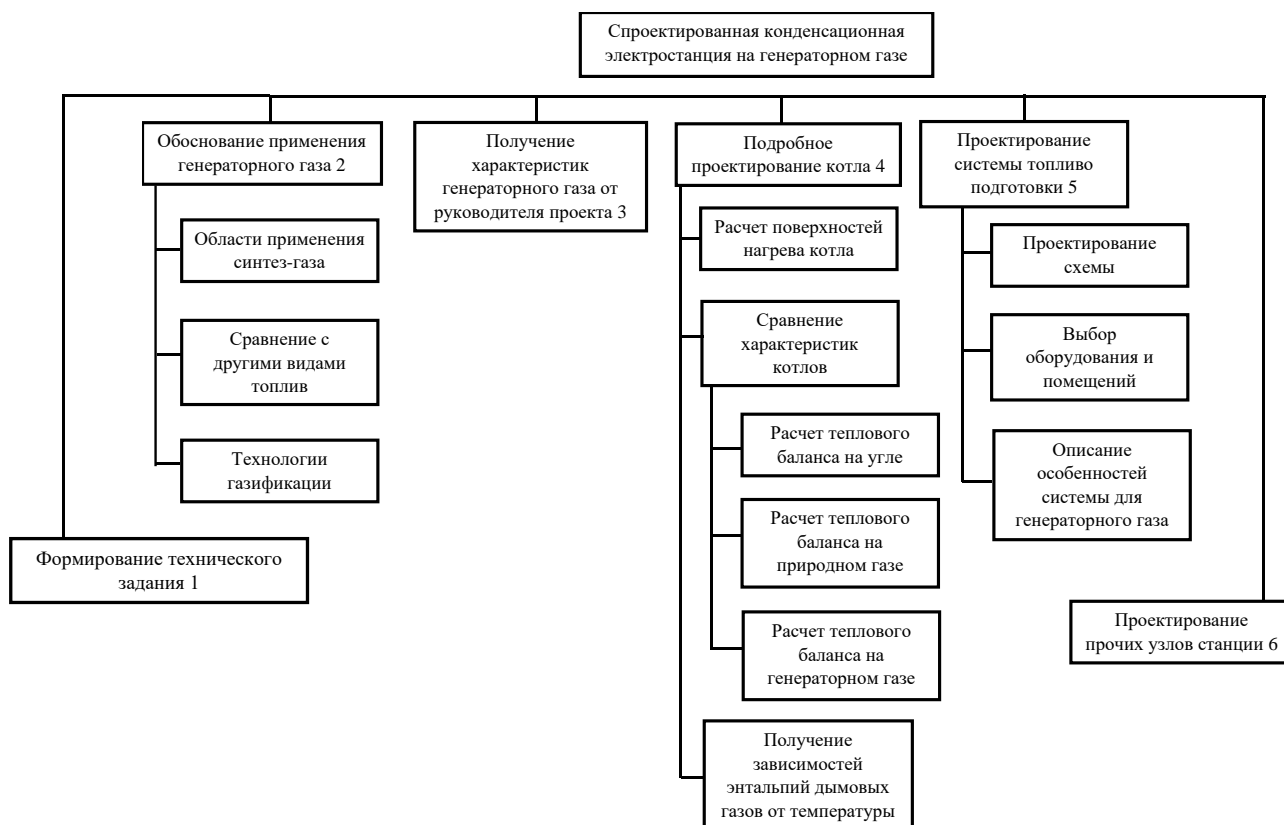 Спроектированная конденсационная
электростанция на генераторном газе
Обоснование применения
генераторного газа 2
Области применения
синтез-газа
Сравнение с
другими видами
топлив
Технологии
газификации
Формирование технического
задания 1
Получение
характеристик
генераторного газа от
руководителя проекта 3
Подробное
проектирование котла 4
Расчет поверхностей
нагрева котла
Сравнение
характеристик
котлов
Расчет теплового
баланса на угле
Расчет теплового
баланса на
природном газе
Расчет теплового
баланса на
генераторном газе
Получение
зависимостей
энтальпий дымовых
газов от температуры
Проектирование
системы топливо
подготовки 5
Проектирование
схемы
Выбор
оборудования и
помещений
Описание
особенностей
системы для
генераторного газа
Проектирование
прочих узлов станции 6